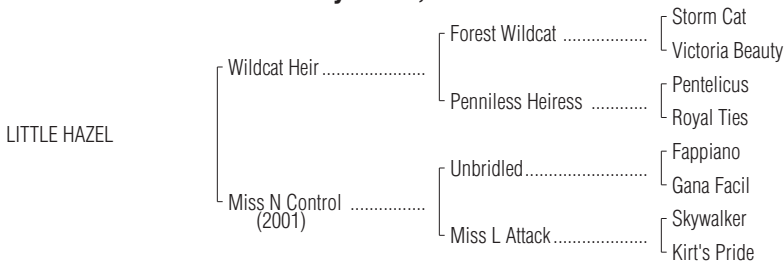 Storm Cat
Forest Wildcat ....................
Victoria Beauty
Wildcat Heir......................
Pentelicus
Penniless Heiress .............
Royal Ties
LITTLE HAZEL
Fappiano
Unbridled..........................
Gana Facil
Miss N Control ................
(2001)
Skywalker
Miss L Attack....................
Kirt's Pride